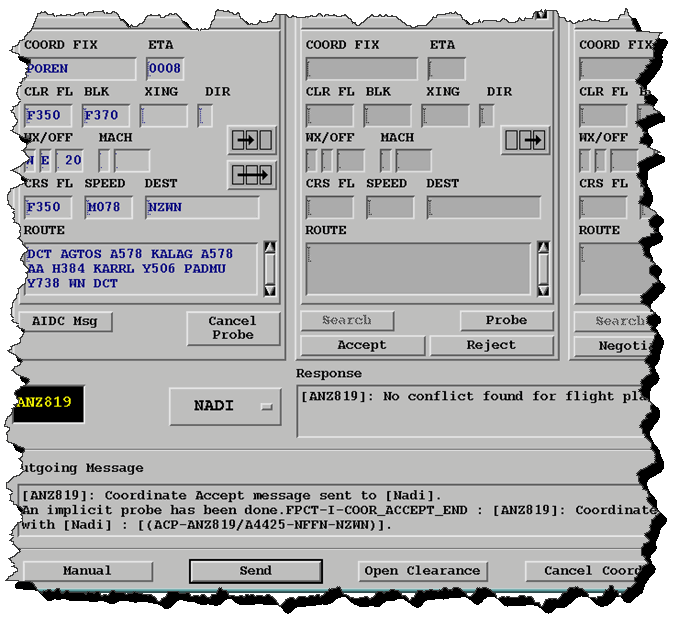 COORD FIX ETA
POREN 0008
CLR FL BLK XING DIR
F350 F370
WX/OFF MACH
N E 20
CRS FL SPEED DEST
F350 M078 NZWN
ROUTE
DCT AGTOS A578 KALAG A578
AA H384 KARRL Y506 PADMU
Y738 WN DCT
AIDC Msg
Cancel
Probe
COORD FIX ETA
CLR FL BLK XING DIR
WX/OFF MACH
CRS FL SPEED DEST
ROUTE
Search Probe
Accept Reject
COORD FIX
CLR FL
WX/OFF
CRS FL
ROUTE
Search
Negotia
ANZ819
NADI
Response
[ANZ819]: No conflict found for flight pla
utgoing Message
[ANZ819]: Coordinate Accept message sent to [Nadi].
An implicit probe has been done.FPCT-I-COOR_ACCEPT_END : [ANZ819]: Coordinate
with [Nadi] : [(ACP-ANZ819/A4425-NFFN-NZWN)].
Manual Send Open Clearance Cancel Coord